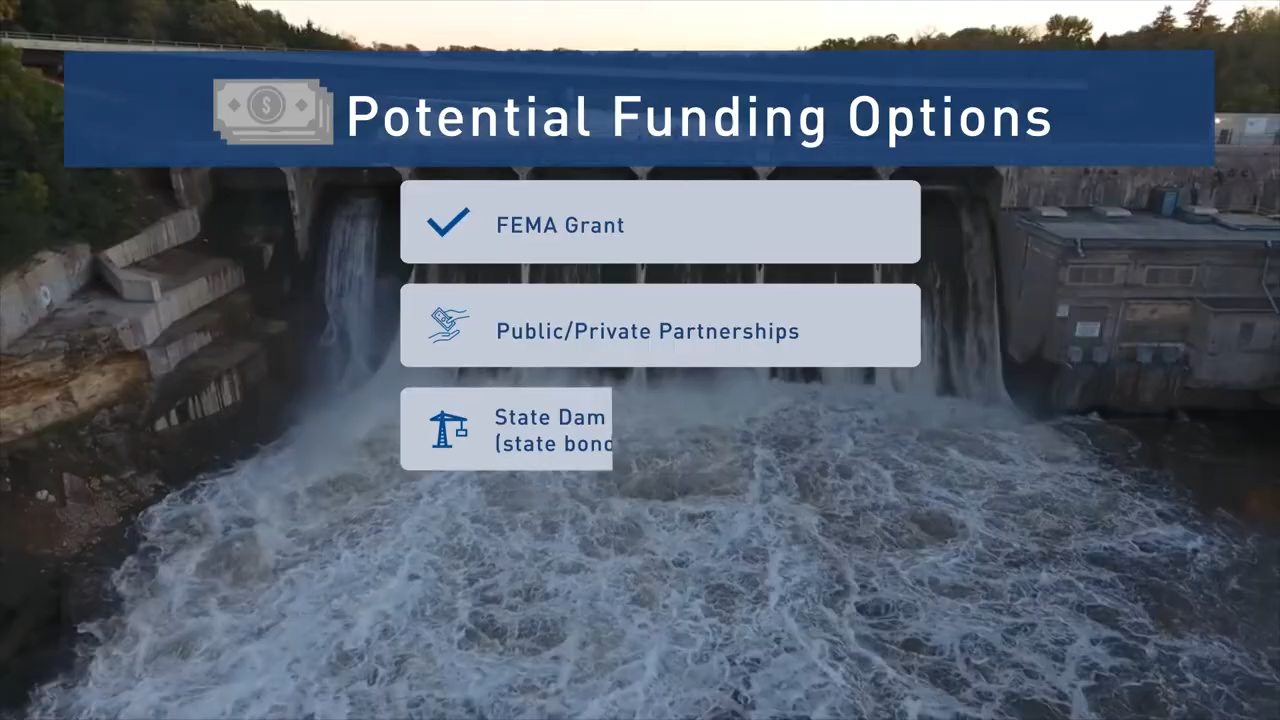 Potential Funding Options
FEMA Grant
Public/Private Partnerships
State Dam
(state bond